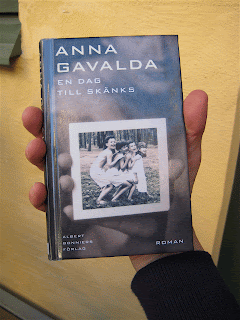 ANNA
GAVALDA
EN DAG
TILL SKÄNKS
ALBERT
BONNIERS
FÖRLAG
ROMAN